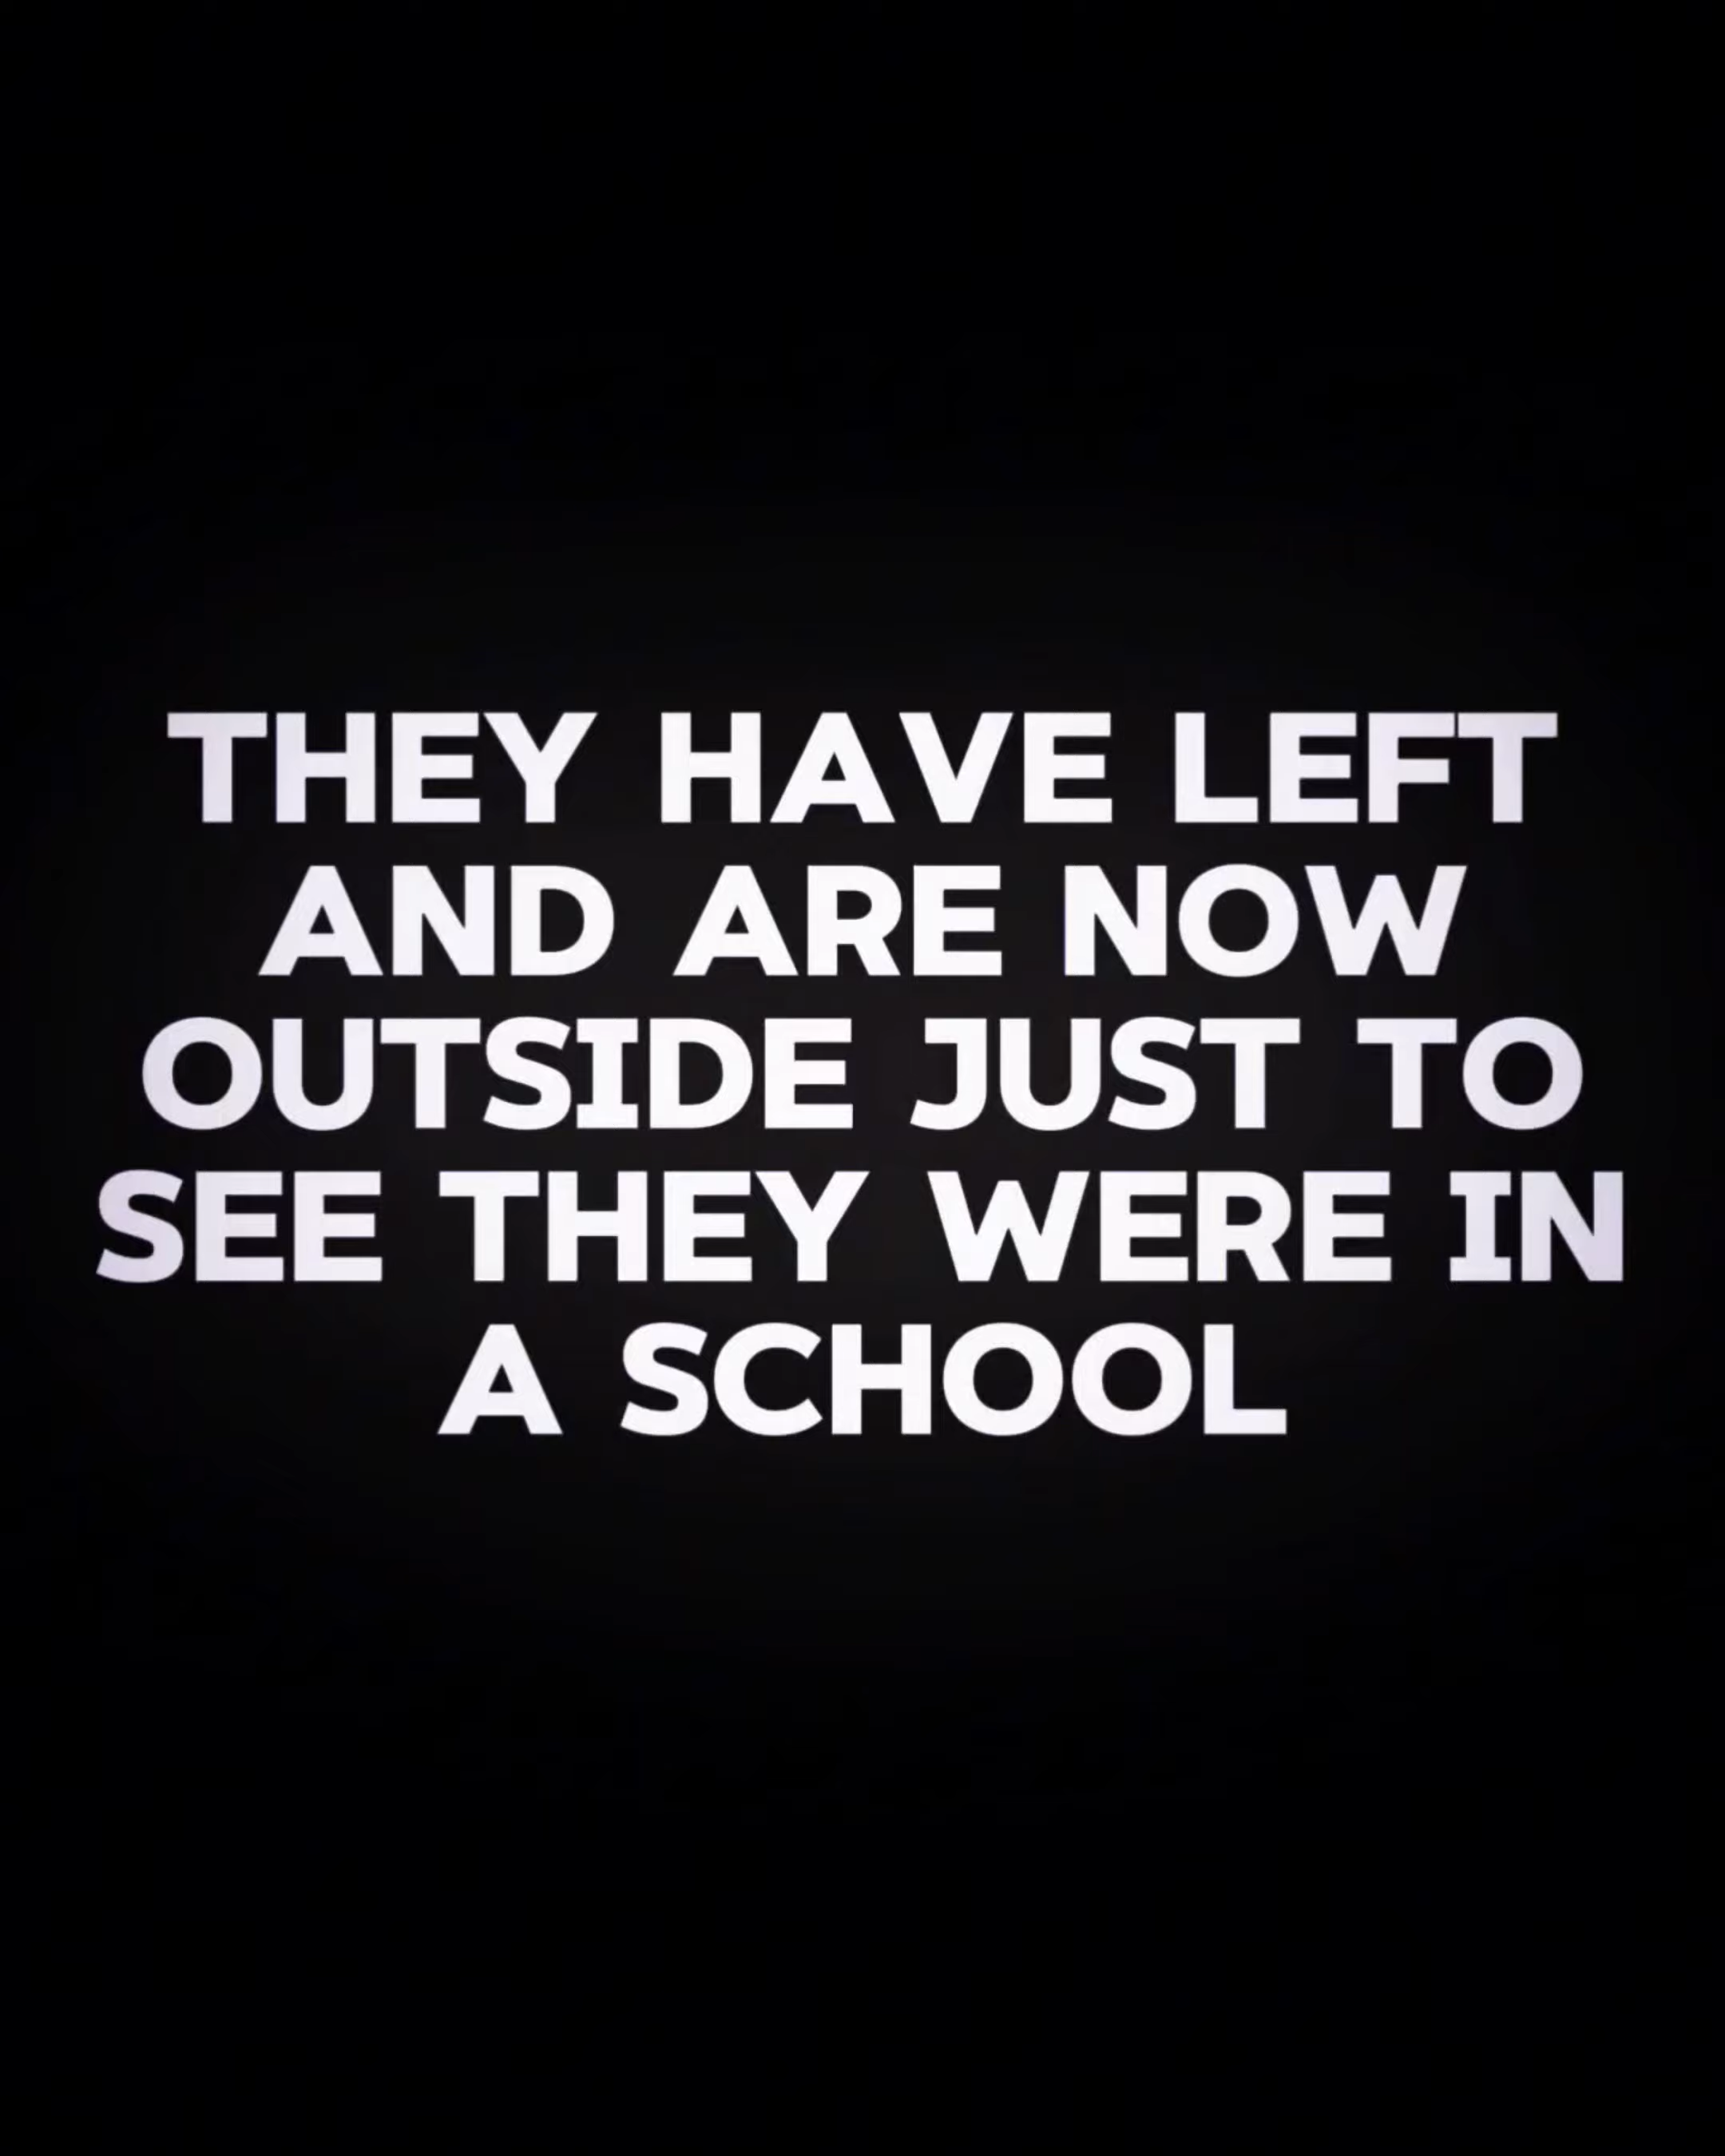 THEY HAVE LEFT
AND ARE NOW
OUTSIDE JUST TO
SEE THEY WERE IN
A SCHOOL